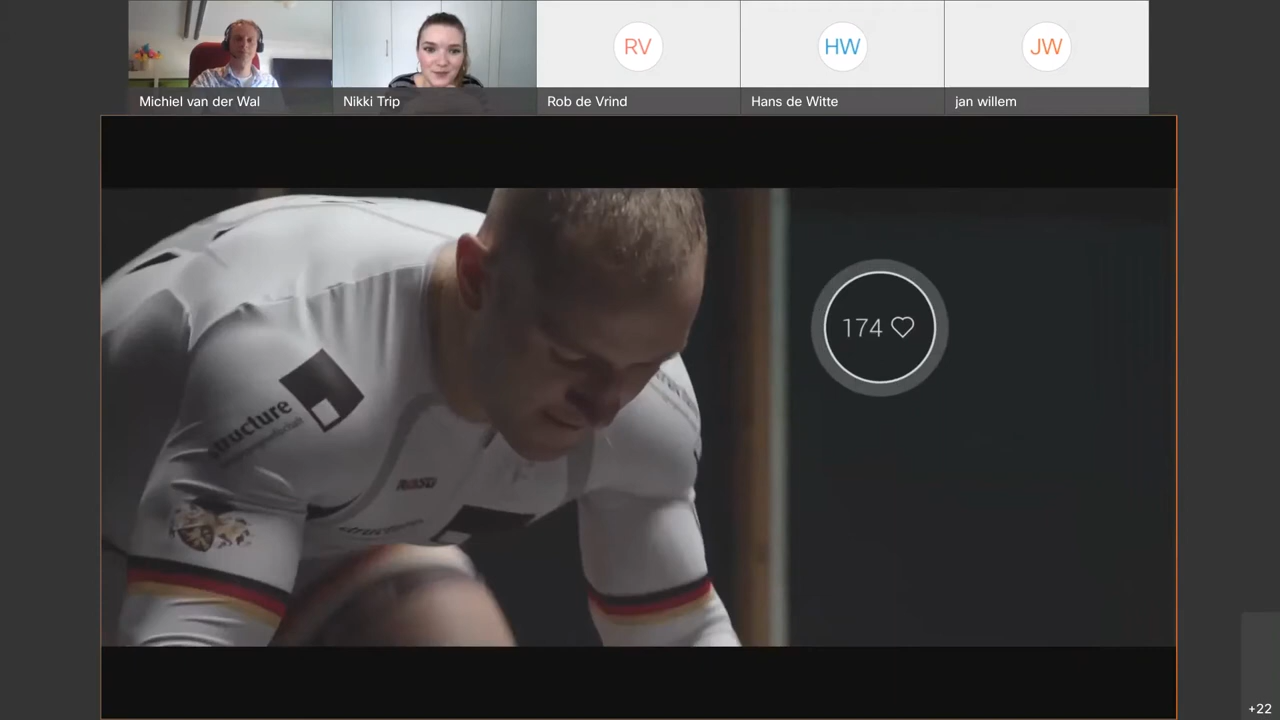 RV
HW
JW
Michiel van der Wal
Nikki Trip
Rob de Vrind
Hans de Witte
jan willem
174
structure
+22